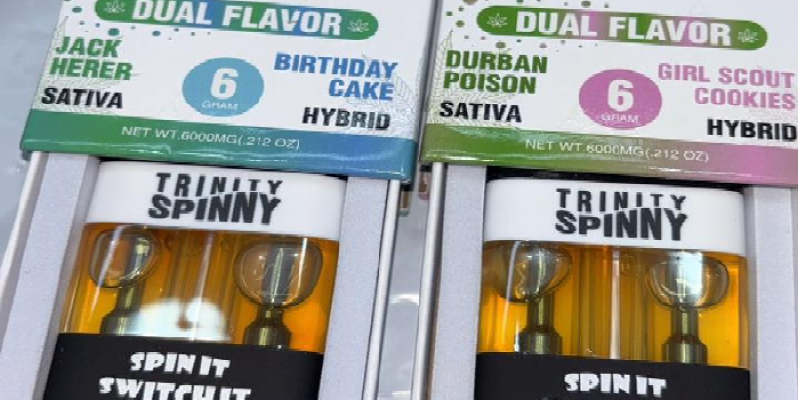 DUAL FLAVOR
JACK
HERER
SATIVA
6
GRAM
BIRTHDAY
CAKE
HYBRID
NET WT.6000MG(.212 OZ)
TRINITY
SPINNY
SPIN IT
SWITCH IT
DUAL FLAVOR
DURBAN
POISON
SATIVA
6
GRAM
GIRL SCOUT
COOKIES
HYBRID
NET WT.6000MG(.212 OZ)
TRINITY
SPINNY
SPIN IT